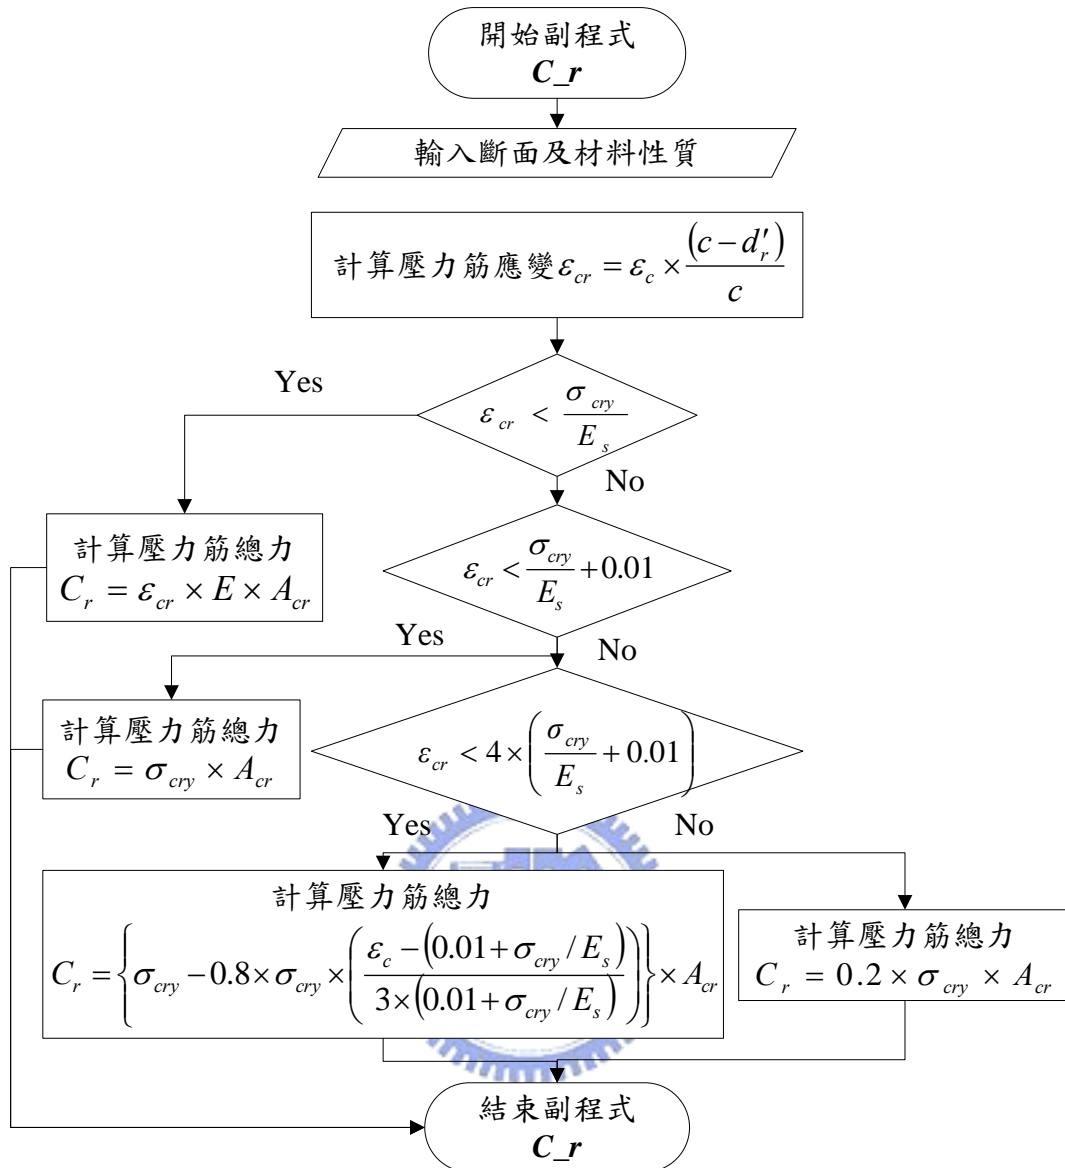 開始副程式
C_r
輸入斷面及材料性質
計算壓力筋應變 ε_cr = ε_c × (c − d′_r) / c
Yes
ε_cr < σ_cry / E_s
No
計算壓力筋總力
C_r = ε_cr × E × A_cr
ε_cr < σ_cry / E_s + 0.01
Yes
No
計算壓力筋總力
C_r = σ_cry × A_cr
ε_cr < 4 × (σ_cry / E_s + 0.01)
Yes
No
計算壓力筋總力
C_r = {σ_cry − 0.8 × σ_cry × ((ε_c − (0.01 + σ_cry / E_s)) / (3 × (0.01 + σ_cry / E_s)))} × A_cr
計算壓力筋總力
C_r = 0.2 × σ_cry × A_cr
結束副程式
C_r